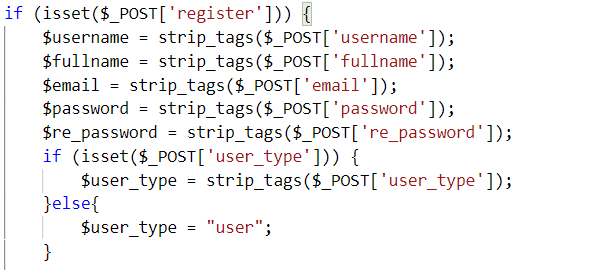 if (isset($_POST['register'])) {
$username = strip_tags($_POST['username']);
$fullname = strip_tags($_POST['fullname']);
$email = strip_tags($_POST['email']);
$password = strip_tags($_POST['password']);
$re_password = strip_tags($_POST['re_password']);
if (isset($_POST['user_type'])) {
$user_type = strip_tags($_POST['user_type']);
}else{
$user_type = "user";
}